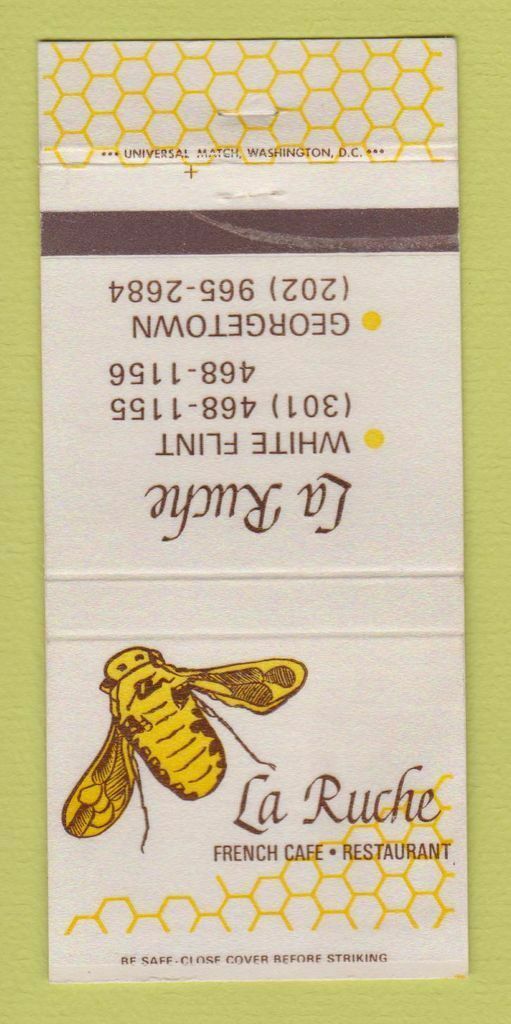 *** UNIVERSAL MATCH, WASHINGTON, D.C. ***
La Ruche
WHITE FLINT
(301) 468-1155
468-1156
GEORGETOWN
(202) 965-2684
La Ruche
FRENCH CAFE • RESTAURANT
BE SAFE-CLOSE COVER BEFORE STRIKING